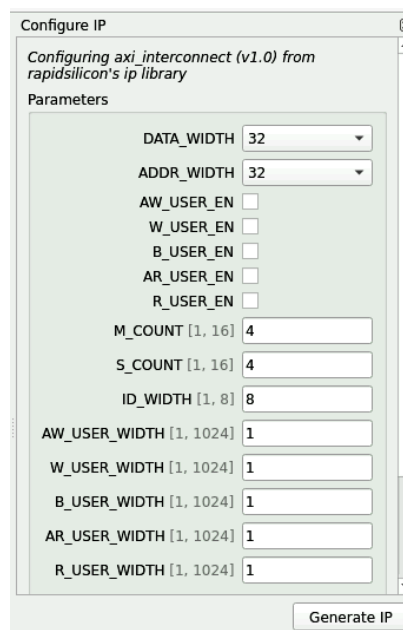 Configure IP
Configuring axi_interconnect (v1.0) from
rapidsilicon's ip library
Parameters
DATA_WIDTH 32
ADDR_WIDTH 32
AW_USER_EN
W_USER_EN
B_USER_EN
AR_USER_EN
R_USER_EN
M_COUNT [1, 16] 4
S_COUNT [1, 16] 4
ID_WIDTH [1, 8] 8
AW_USER_WIDTH [1, 1024] 1
W_USER_WIDTH [1, 1024] 1
B_USER_WIDTH [1, 1024] 1
AR_USER_WIDTH [1, 1024] 1
R_USER_WIDTH [1, 1024] 1
Generate IP